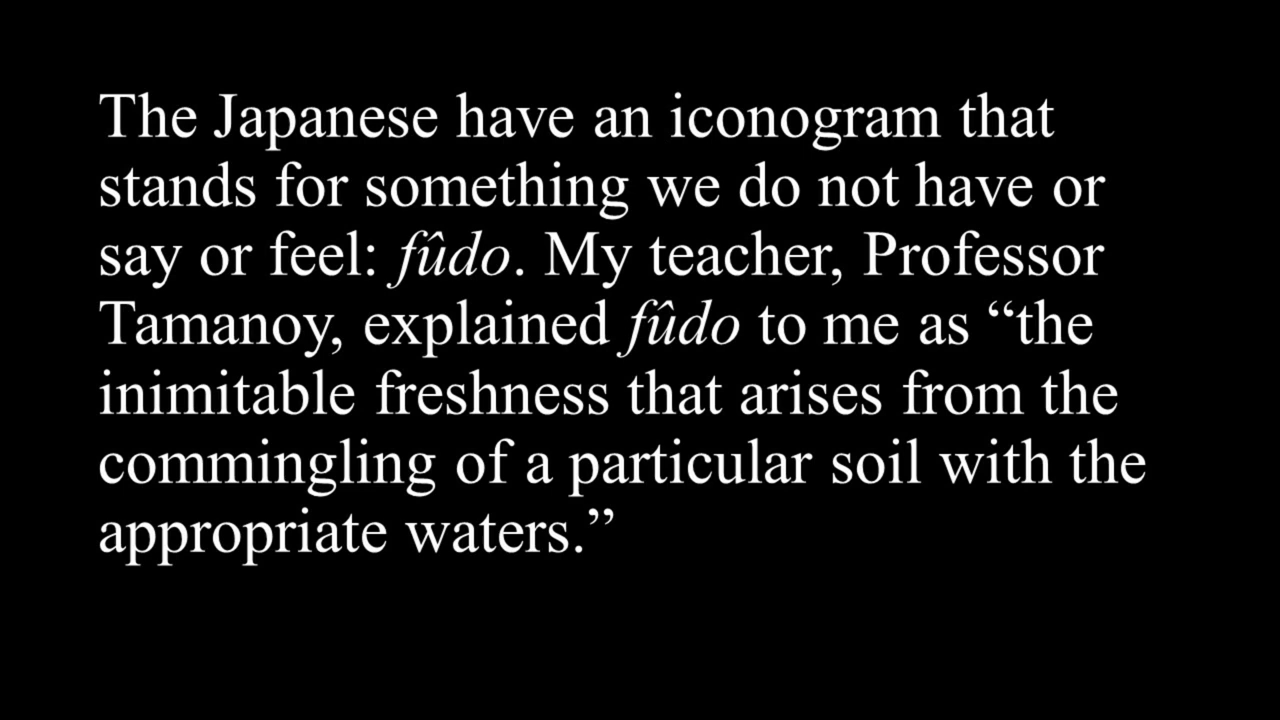 The Japanese have an iconogram that
stands for something we do not have or
say or feel: fûdo. My teacher, Professor
Tamanoy, explained fûdo to me as “the
inimitable freshness that arises from the
commingling of a particular soil with the
appropriate waters.”